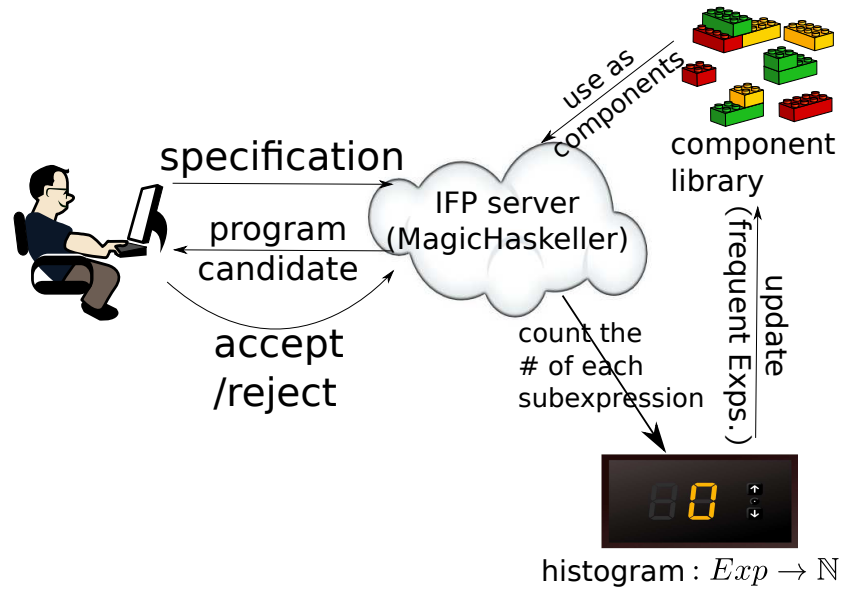 use as
components
component
library
specification
IFP server
(MagicHaskeller)
program
candidate
accept
/reject
count the
# of each
subexpression
update
(frequent Exps.)
0
histogram : Exp → ℕ